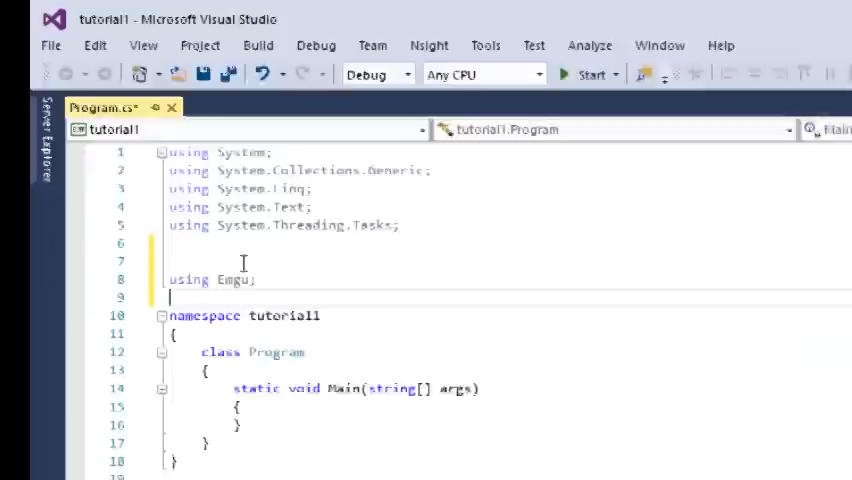 tutorial1 - Microsoft Visual Studio
File Edit View Project Build Debug Team Nsight Tools Test Analyze Window Help
Debug Any CPU Start
Server Explorer
Program.cs*
tutorial1 tutorial1.Program
1 using System;
2 using System.Collections.Generic;
3 using System.Linq;
4 using System.Text;
5 using System.Threading.Tasks;
6
7
8 using Emgu;
9
10 namespace tutorial1
11 {
12 class Program
13 {
14 static void Main(string[] args)
15 {
16 }
17 }
18 }